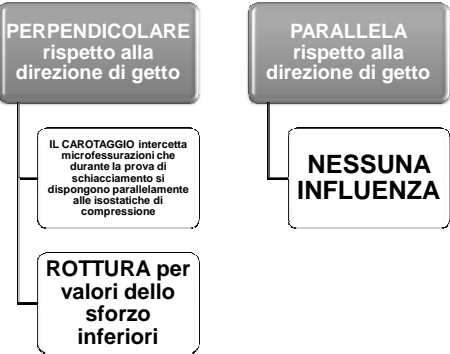 PERPENDICOLARE
rispetto alla
direzione di getto
IL CAROTAGGIO intercetta
microfessurazioni che
durante la prova di
schiacciamento si
dispongono parallelamente
alle isostatiche di
compressione
ROTTURA per
valori dello
sforzo
inferiori
PARALLELA
rispetto alla
direzione di getto
NESSUNA
INFLUENZA